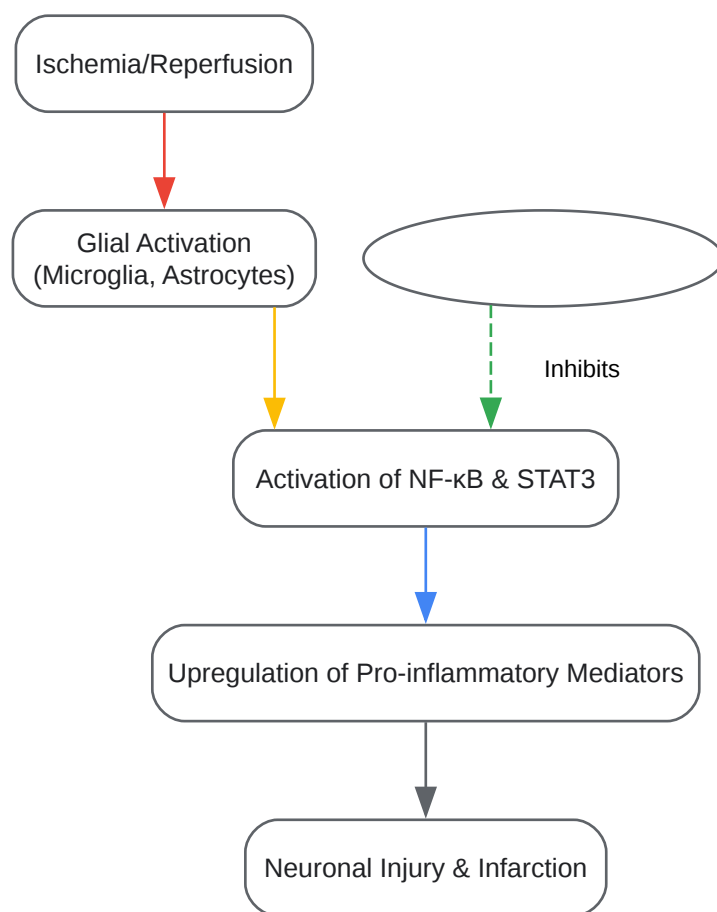 Ischemia/Reperfusion
Glial Activation
(Microglia, Astrocytes)
Inhibits
Activation of NF-κB & STAT3
Upregulation of Pro-inflammatory Mediators
Neuronal Injury & Infarction